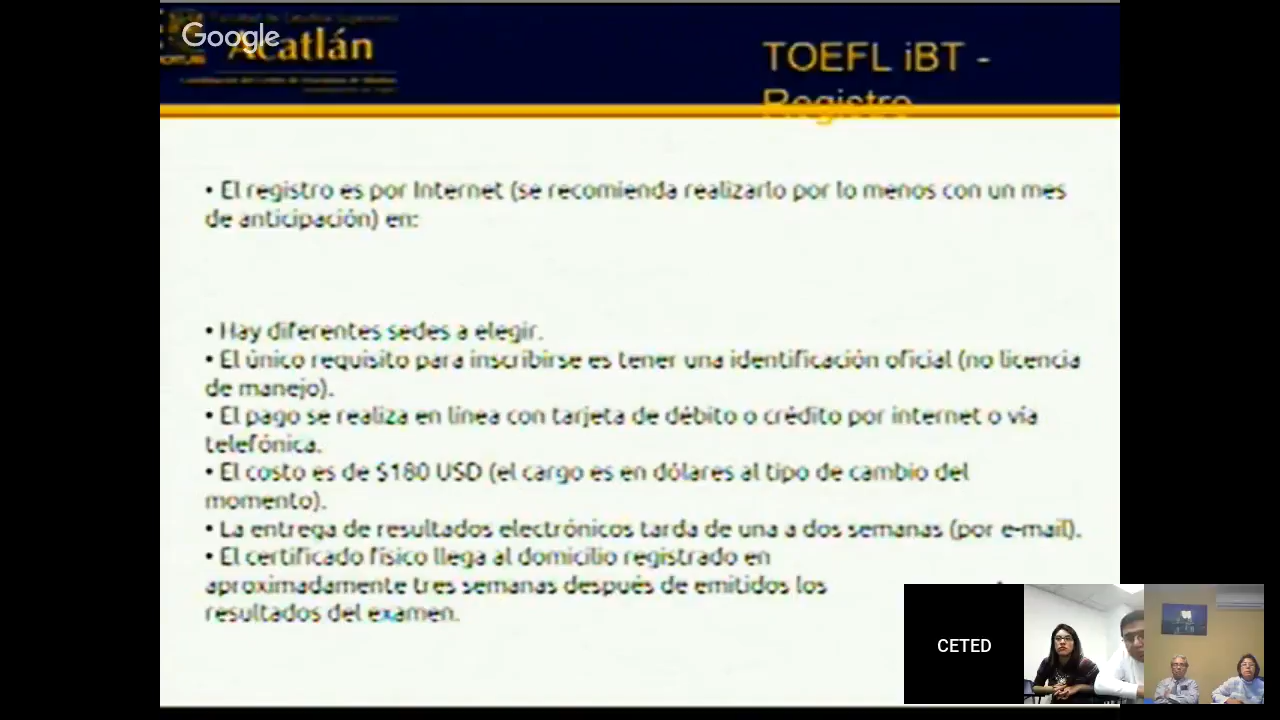 Google
Acatlán
TOEFL iBT -
Registro
• El registro es por Internet (se recomienda realizarlo por lo menos con un mes
de anticipación) en:
• Hay diferentes sedes a elegir.
• El único requisito para inscribirse es tener una identificación oficial (no licencia
de manejo).
• El pago se realiza en línea con tarjeta de débito o crédito por internet o vía
telefónica.
• El costo es de $180 USD (el cargo es en dólares al tipo de cambio del
momento).
• La entrega de resultados electrónicos tarda de una a dos semanas (por e-mail).
• El certificado físico llega al domicilio registrado en
aproximadamente tres semanas después de emitidos los
resultados del examen.
CETED